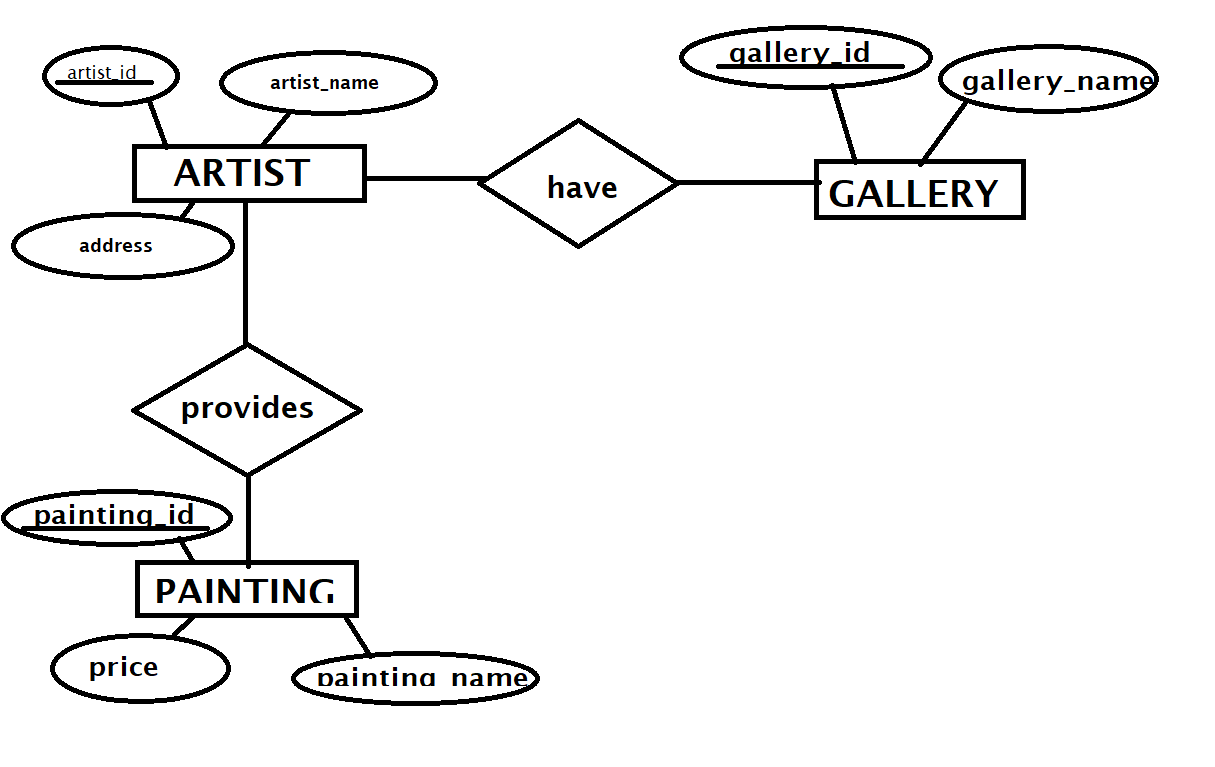 artist_id
artist_name
gallery_id
gallery_name
ARTIST
have
GALLERY
address
provides
painting_id
PAINTING
price
painting_name